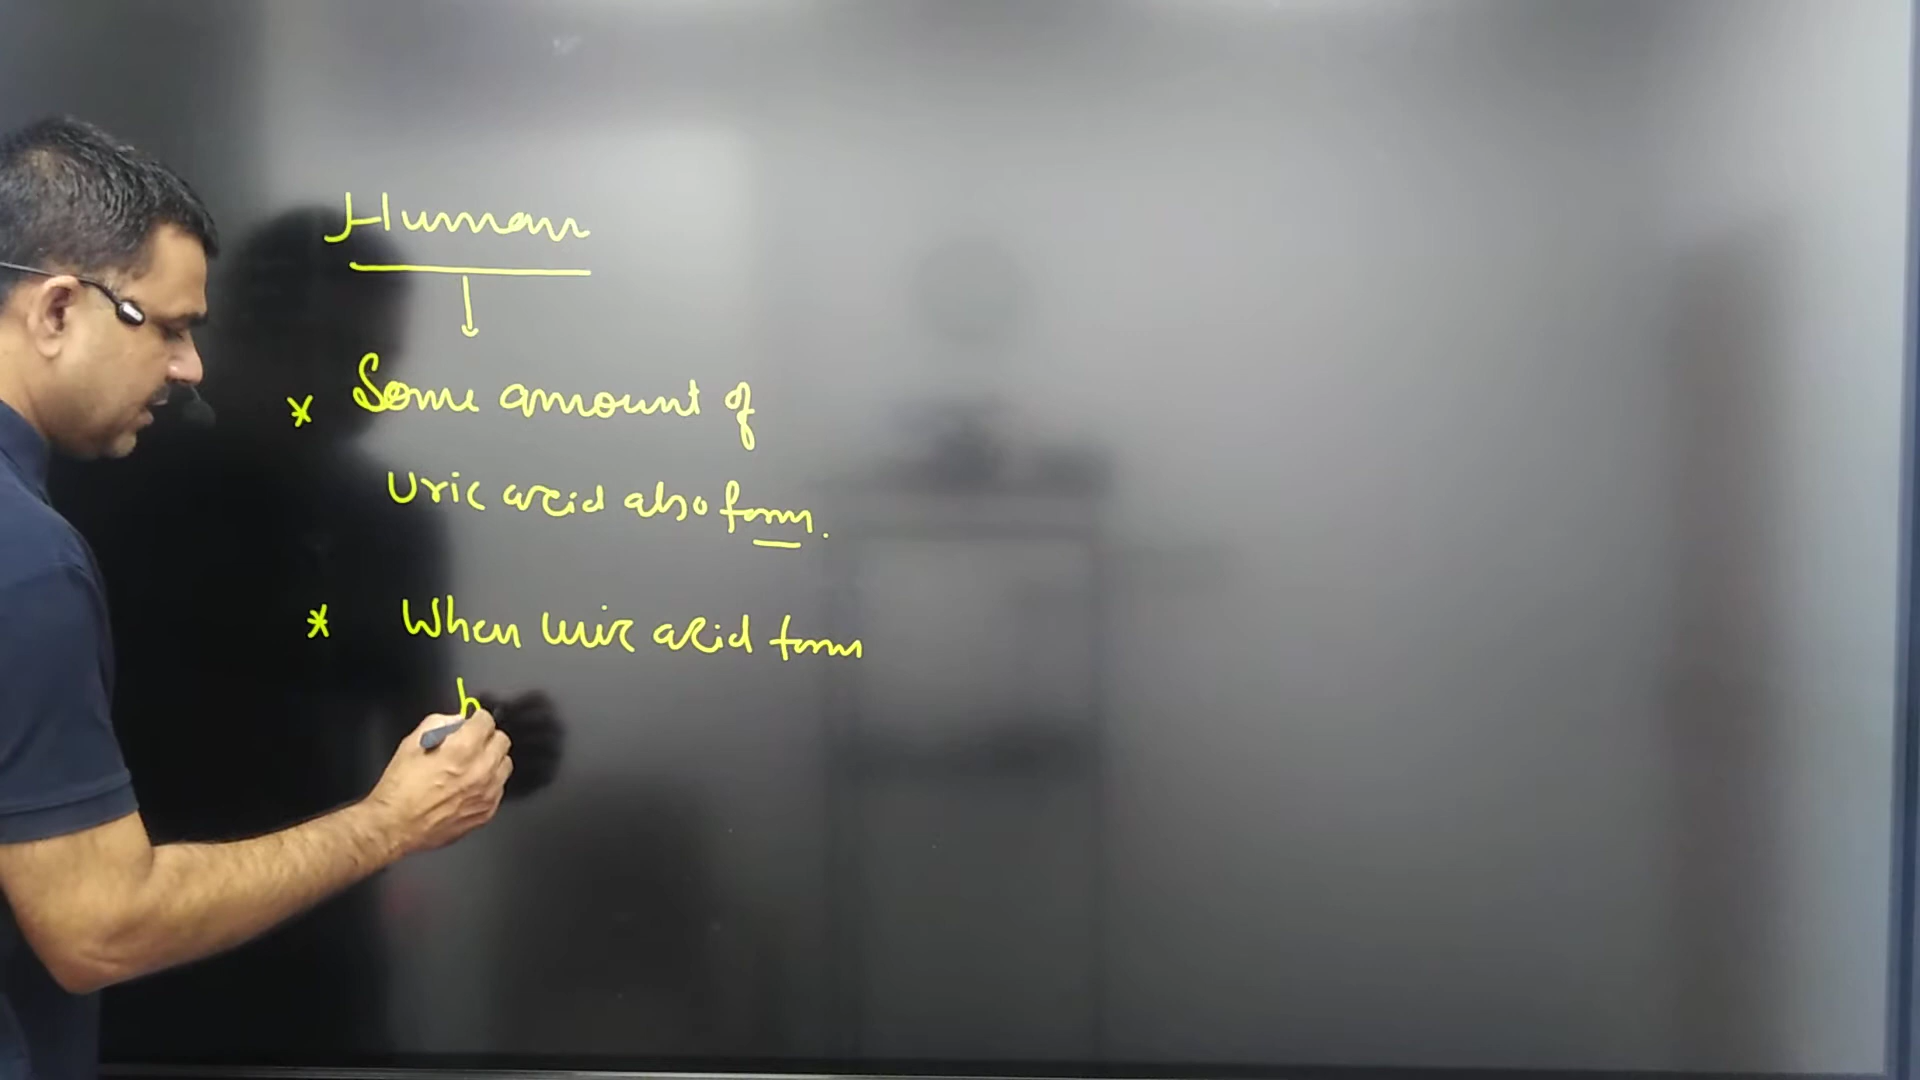 Human
* Some amount of
Uric acid also form.
* When uric acid form